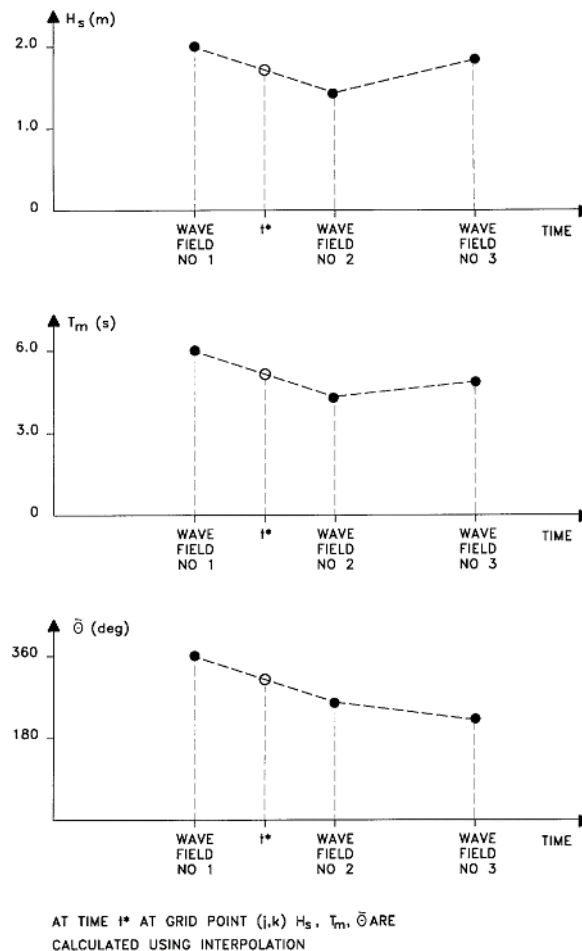 Hs (m)
2.0
1.0
0
WAVE FIELD NO 1
t*
WAVE FIELD NO 2
WAVE FIELD NO 3
TIME
Tm (s)
6.0
3.0
0
WAVE FIELD NO 1
t*
WAVE FIELD NO 2
WAVE FIELD NO 3
TIME
Θ̄ (deg)
360
180
WAVE FIELD NO 1
t*
WAVE FIELD NO 2
WAVE FIELD NO 3
TIME
AT TIME t* AT GRID POINT (j,k) Hs, Tm, Θ̄ ARE
CALCULATED USING INTERPOLATION